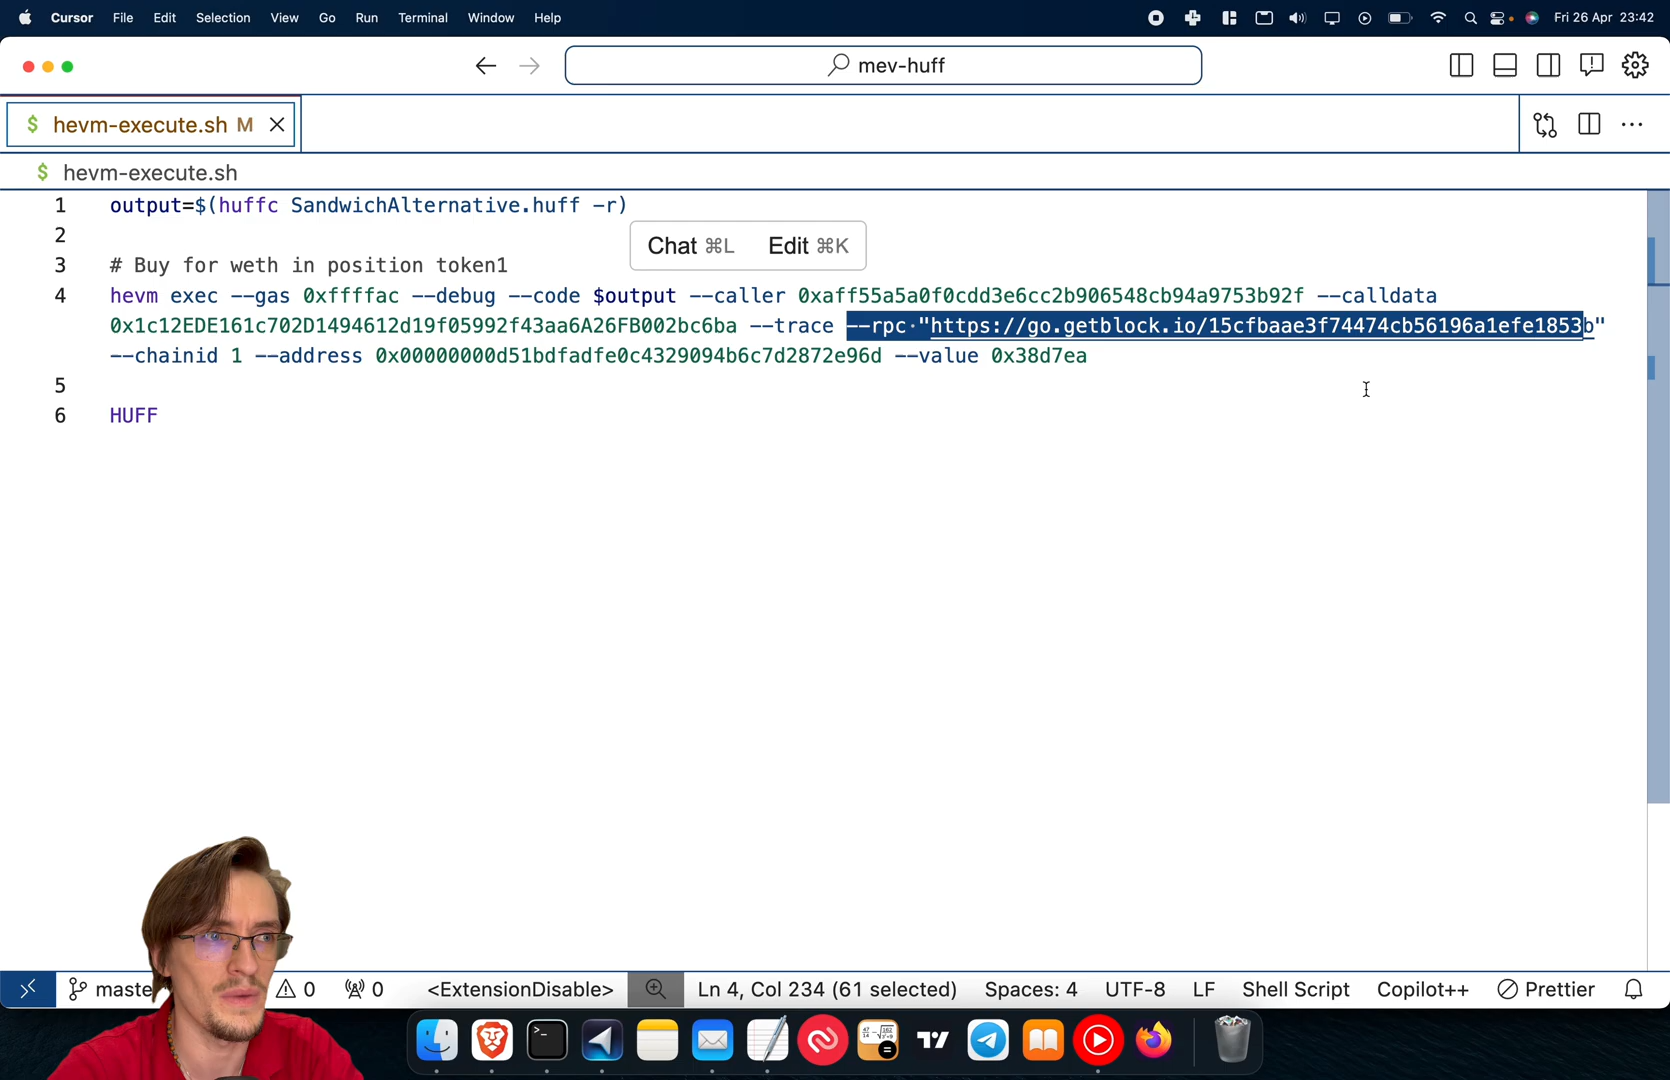 Cursor File Edit Selection View Go Run Terminal Window Help Fri 26 Apr 23:42
mev-huff
$ hevm-execute.sh M
$ hevm-execute.sh
1 output=$(huffc SandwichAlternative.huff -r)
2
Chat ⌘L Edit ⌘K
3 # Buy for weth in position token1
4 hevm exec --gas 0xffffac --debug --code $output --caller 0xaff55a5a0f0cdd3e6cc2b906548cb94a9753b92f --calldata
0x1c12EDE161c702D1494612d19f05992f43aa6A26FB002bc6ba --trace --rpc "https://go.getblock.io/15cfbaae3f74474cb56196a1efe1853b"
--chainid 1 --address 0x00000000d51bdfadfe0c4329094b6c7d2872e96d --value 0x38d7ea
5
6 HUFF
maste 0 0 <ExtensionDisable> Ln 4, Col 234 (61 selected) Spaces: 4 UTF-8 LF Shell Script Copilot++ Prettier